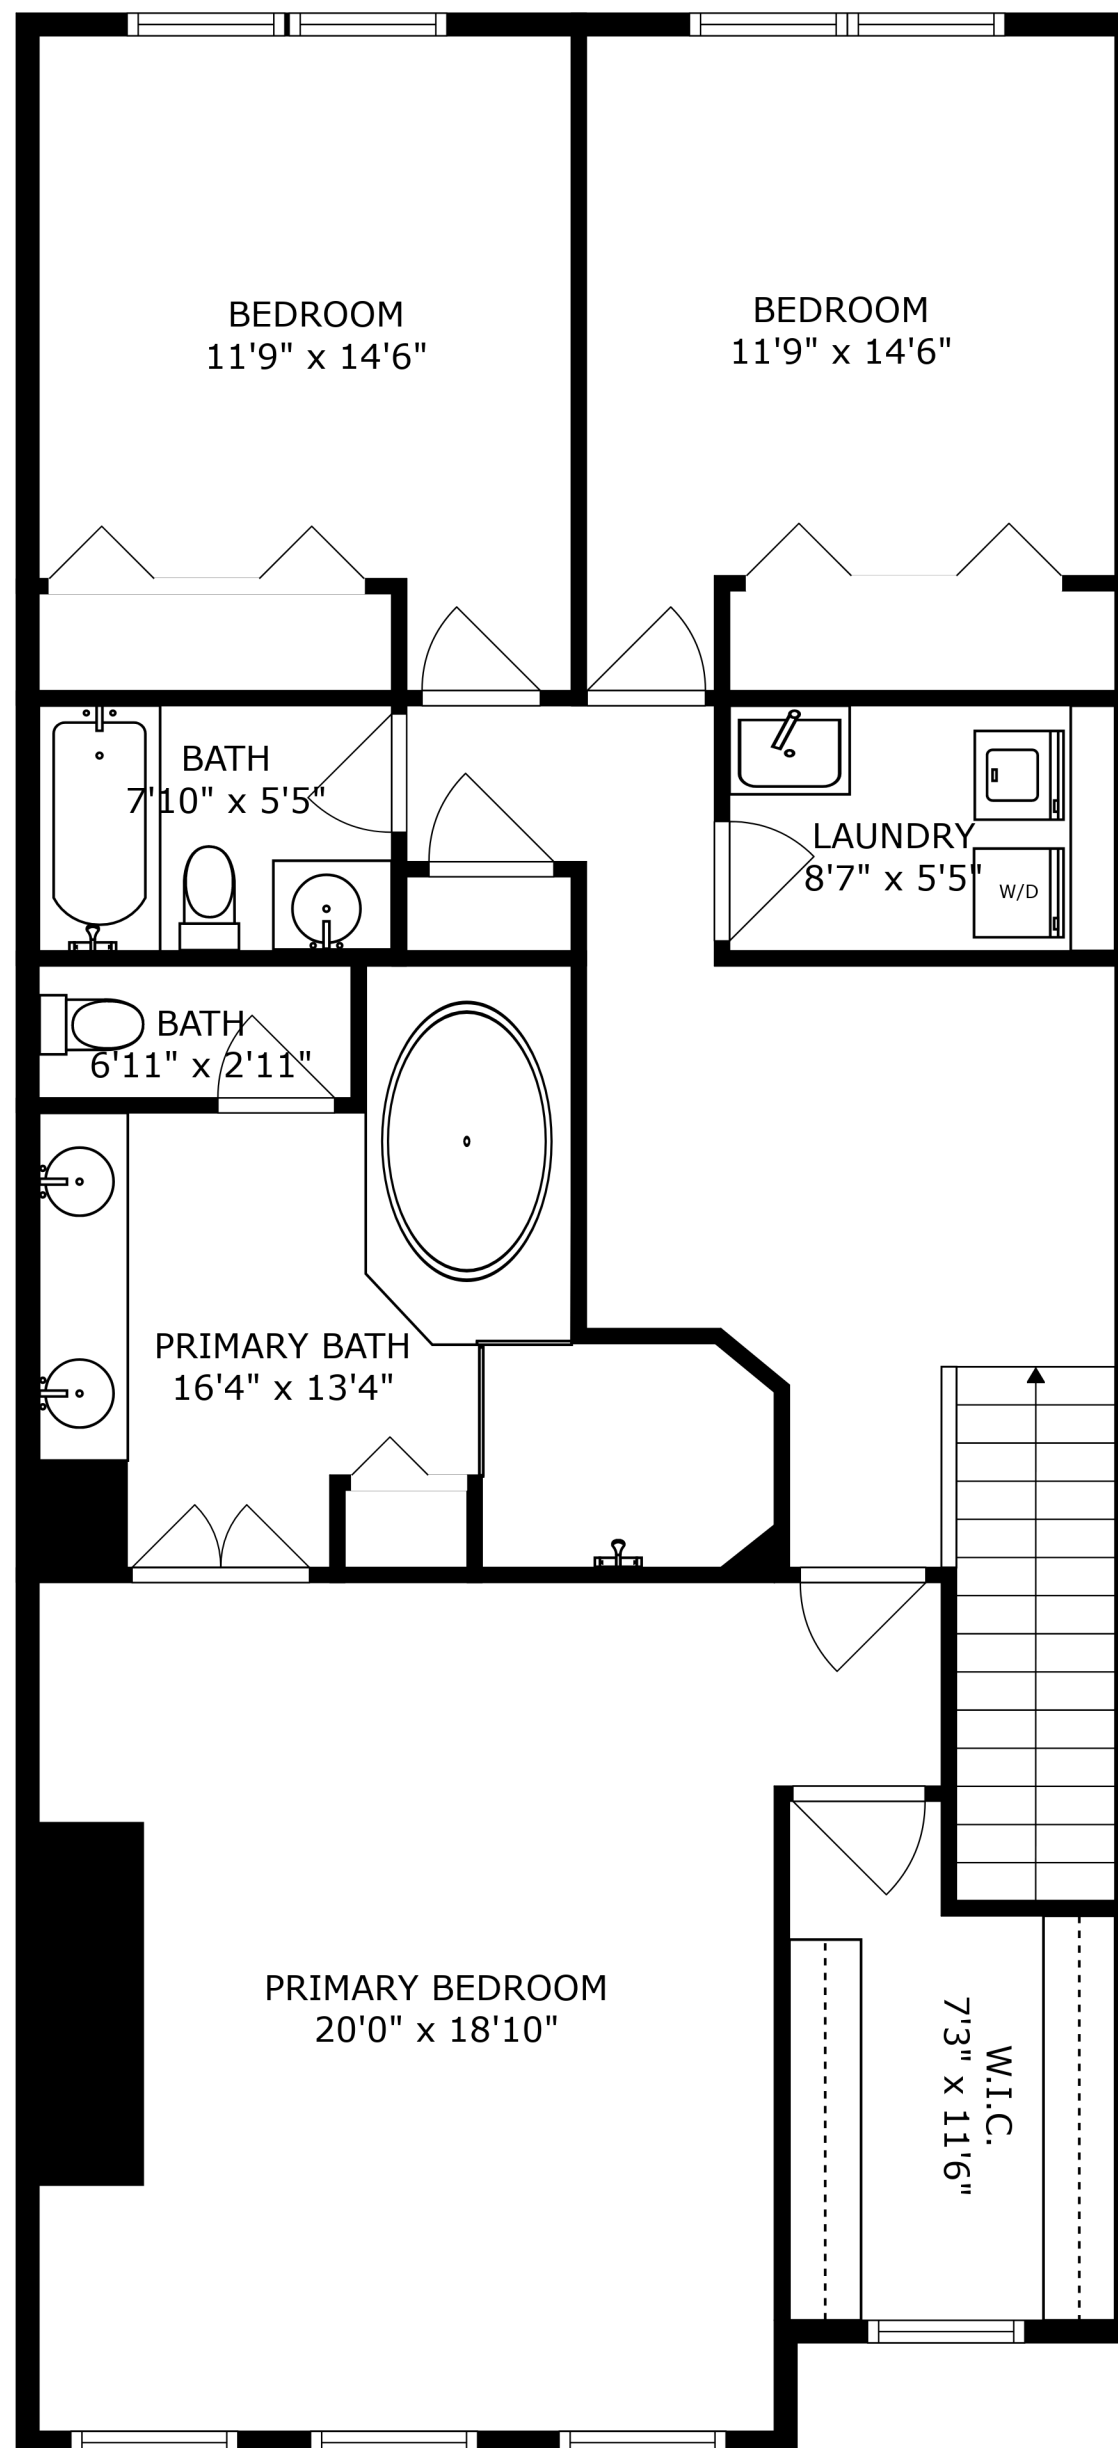 BEDROOM
11'9" x 14'6"
BEDROOM
11'9" x 14'6"
BATH
7'10" x 5'5"
LAUNDRY
8'7" x 5'5"
W/D
BATH
6'11" x 2'11"
PRIMARY BATH
16'4" x 13'4"
PRIMARY BEDROOM
20'0" x 18'10"
W.I.C.
7'3" x 11'6"